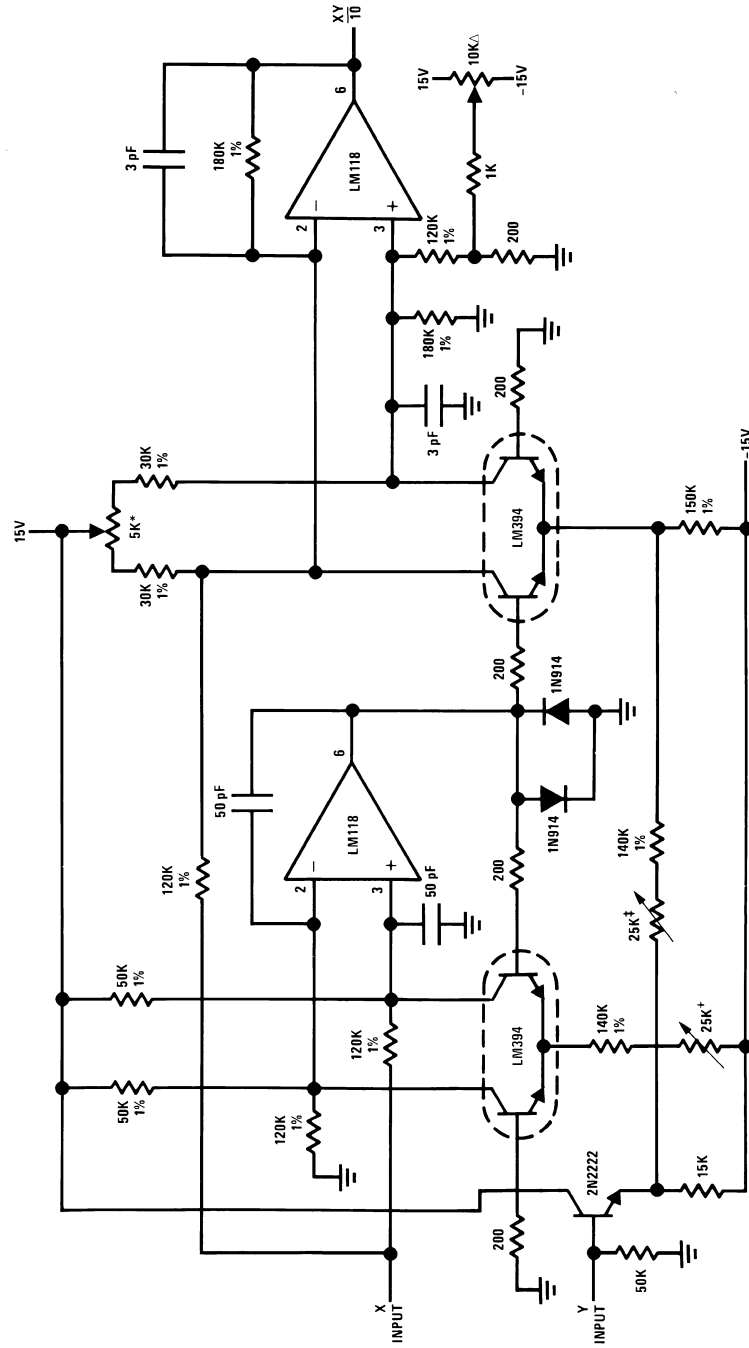 X
INPUT
Y
INPUT
50K
200
15K
2N2222
120K
1%
50K
1%
50K
1%
120K
1%
LM394
140K
1%
25K+
50 pF
2
3
LM118
6
50 pF
200
1N914
1N914
200
120K
1%
25K‡
140K
1%
15V
5K*
30K
1%
30K
1%
LM394
200
150K
1%
–15V
3 pF
180K
1%
3 pF
180K
1%
2
3
–
+
LM118
6
–
+
120K
1%
200
1K
15V
10K△
–15V
XY
10